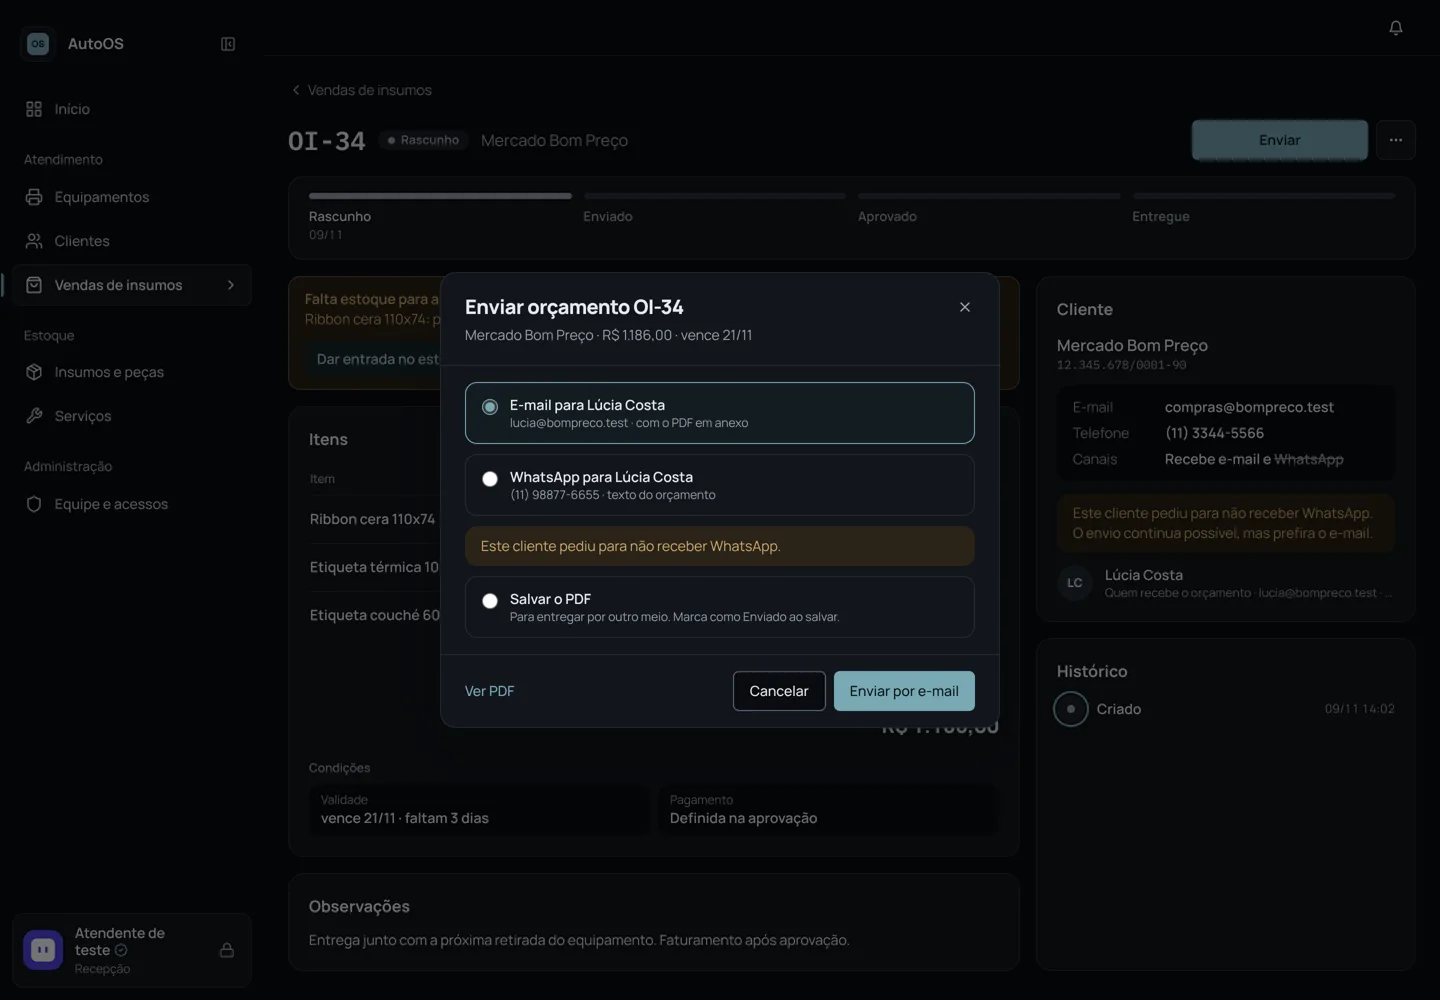 OS
AutoOS
Início
Atendimento
Equipamentos
Clientes
Vendas de insumos
Estoque
Insumos e peças
Serviços
Administração
Equipe e acessos
Atendente de
teste
Recepção
Vendas de insumos
OI-34
Rascunho
Mercado Bom Preço
Enviar
Rascunho
09/11
Enviado
Aprovado
Entregue
Falta estoque para a
Ribbon cera 110x74: p
Dar entrada no est
Itens
Item
Ribbon cera 110x74
Etiqueta térmica 10
Etiqueta couché 60
R$ 1.186,00
Condições
Validade
vence 21/11 · faltam 3 dias
Pagamento
Definida na aprovação
Observações
Entrega junto com a próxima retirada do equipamento. Faturamento após aprovação.
Enviar orçamento OI-34
Mercado Bom Preço · R$ 1.186,00 · vence 21/11
E-mail para Lúcia Costa
lucia@bompreco.test · com o PDF em anexo
WhatsApp para Lúcia Costa
(11) 98877-6655 · texto do orçamento
Este cliente pediu para não receber WhatsApp.
Salvar o PDF
Para entregar por outro meio. Marca como Enviado ao salvar.
Ver PDF
Cancelar
Enviar por e-mail
Cliente
Mercado Bom Preço
12.345.678/0001-90
E-mail compras@bompreco.test
Telefone (11) 3344-5566
Canais Recebe e-mail e WhatsApp
Este cliente pediu para não receber WhatsApp.
O envio continua possível, mas prefira o e-mail.
LC
Lúcia Costa
Quem recebe o orçamento · lucia@bompreco.test · ...
Histórico
Criado
09/11 14:02